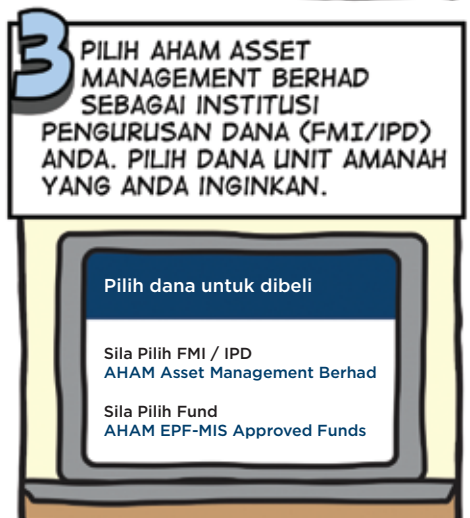 3
PILIH AHAM ASSET
MANAGEMENT BERHAD
SEBAGAI INSTITUSI
PENGURUSAN DANA (FMI/IPD)
ANDA. PILIH DANA UNIT AMANAH
YANG ANDA INGINKAN.
Pilih dana untuk dibeli
Sila Pilih FMI / IPD
AHAM Asset Management Berhad
Sila Pilih Fund
AHAM EPF-MIS Approved Funds